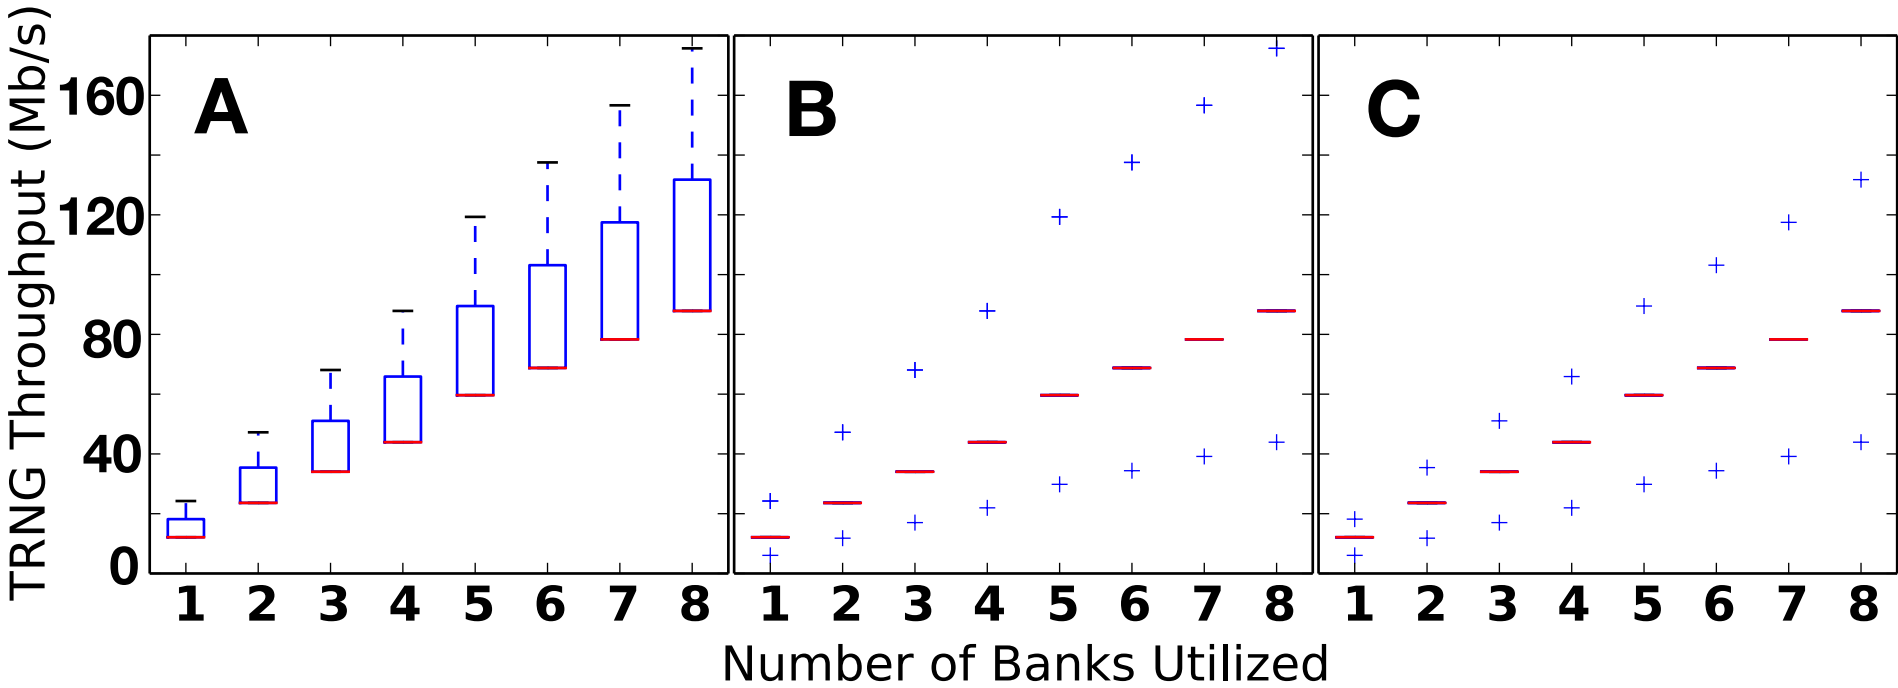 TRNG Throughput (Mb/s)
160
120
80
40
0
A
B
C
1 2 3 4 5 6 7 8
1 2 3 4 5 6 7 8
1 2 3 4 5 6 7 8
Number of Banks Utilized